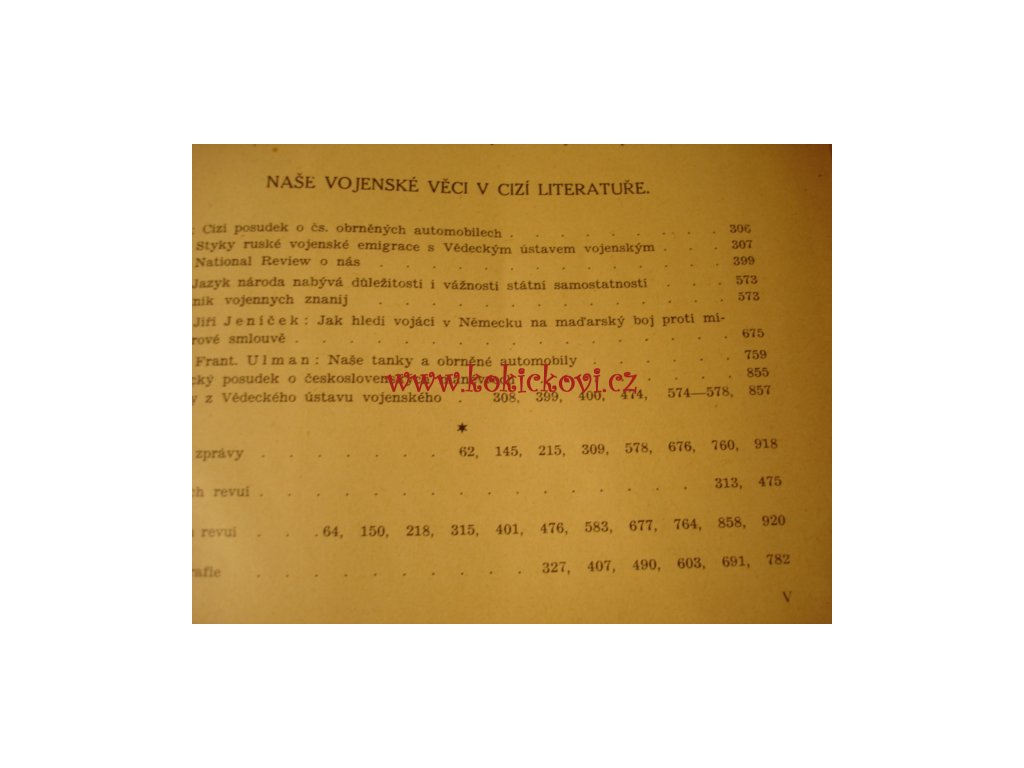 NAŠE VOJENSKÉ VĚCI V CIZÍ LITERATUŘE.
: Cizí posudek o čs. obrněných automobilech . . . . . . . . 306
Styky ruské vojenské emigrace s Vědeckým ústavem vojenským . . . 307
National Review o nás . . . . . . . . . . . . . . 399
Jazyk národa nabývá důležitosti i vážnosti státní samostatností . . . 573
ník vojennych znanij . . . . . . . . . . . . . . 573
Jiří Jeníček: Jak hledí vojáci v Německu na maďarský boj proti mí-
rové smlouvě . . . . . . . . . . . . . . . . . 675
Frant. Ulman: Naše tanky a obrněné automobily . . . . . . 759
cký posudek o československých . . . . . . 855
y z Vědeckého ústavu vojenského . 308, 399, 400, 474, 574—578, 857
www.kokickovi.cz
*
zprávy . . . . . . . 62, 145, 215, 309, 578, 676, 760, 918
ch revuí . . . . . . . . . . . . . . . . 313, 475
revuí . . . 64, 150, 218, 315, 401, 476, 583, 677, 764, 858, 920
rafie . . . . . . . . . . 327, 407, 490, 603, 691, 782
V